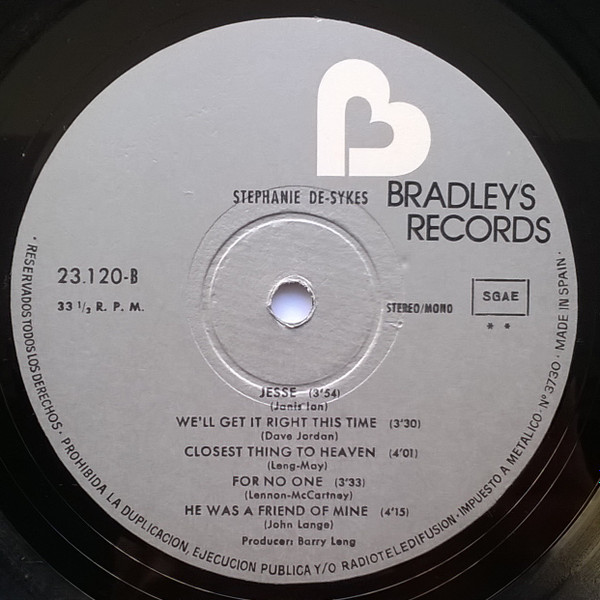 STEPHANIE DE-SYKES
BRADLEY'S
RECORDS
23.120-B
33 1/3 R. P. M.
STEREO/MONO
SGAE
* *
JESSE (3'54)
(Janis Ian)
WE'LL GET IT RIGHT THIS TIME (3'30)
(Dave Jordan)
CLOSEST THING TO HEAVEN (4'01)
(Leng-May)
FOR NO ONE (3'33)
(Lennon-McCartney)
HE WAS A FRIEND OF MINE (4'15)
(John Lange)
Producer: Barry Leng
· RESERVADOS TODOS LOS DERECHOS · PROHIBIDA LA DUPLICACION, EJECUCION PUBLICA Y/O RADIOTELEDIFUSION · IMPUESTO A METALICO · Nº 3730 · MADE IN SPAIN ·